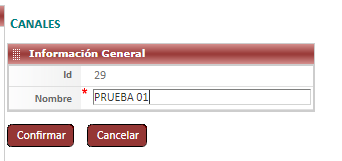 CANALES
Información General
Id 29
Nombre * PRUEBA 01
Confirmar Cancelar